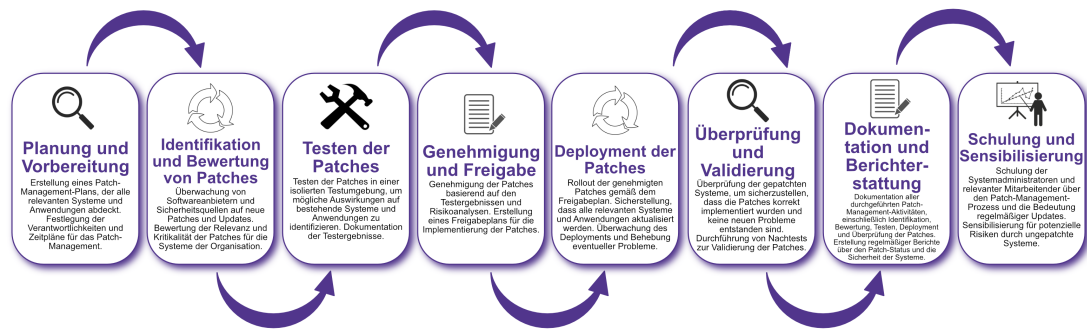 Planung und
Vorbereitung
Erstellung eines Patch-
Management-Plans, der alle
relevanten Systeme und
Anwendungen abdeckt.
Festlegung der
Verantwortlichkeiten und
Zeitpläne für das Patch-
Management.
Identifikation
und Bewertung
von Patches
Überwachung von
Softwareanbietern und
Sicherheitsquellen auf neue
Patches und Updates.
Bewertung der Relevanz und
Kritikalität der Patches für die
Systeme der Organisation.
Testen der
Patches
Testen der Patches in einer
isolierten Testumgebung, um
mögliche Auswirkungen auf
bestehende Systeme und
Anwendungen zu
identifizieren. Dokumentation
der Testergebnisse.
Genehmigung
und Freigabe
Genehmigung der Patches
basierend auf den
Testergebnissen und
Risikoanalysen. Erstellung
eines Freigabeplans für die
Implementierung der Patches.
Deployment der
Patches
Rollout der genehmigten
Patches gemäß dem
Freigabeplan. Sicherstellung,
dass alle relevanten Systeme
und Anwendungen aktualisiert
werden. Überwachung des
Deployments und Behebung
eventueller Probleme.
Überprüfung
und
Validierung
Überprüfung der gepatchten
Systeme, um sicherzustellen,
dass die Patches korrekt
implementiert wurden und
keine neuen Probleme
entstanden sind.
Durchführung von Nachtests
zur Validierung der Patches.
Dokumen-
tation und
Berichter-
stattung
Dokumentation aller
durchgeführten Patch-
Management-Aktivitäten,
einschließlich Identifikation,
Bewertung, Testen, Deployment
und Überprüfung der Patches.
Erstellung regelmäßiger Berichte
über den Patch-Status und die
Sicherheit der Systeme.
Schulung und
Sensibilisierung
Schulung der
Systemadministratoren und
relevanter Mitarbeitender über
den Patch-Management-
Prozess und die Bedeutung
regelmäßiger Updates.
Sensibilisierung für potenzielle
Risiken durch ungepatchte
Systeme.